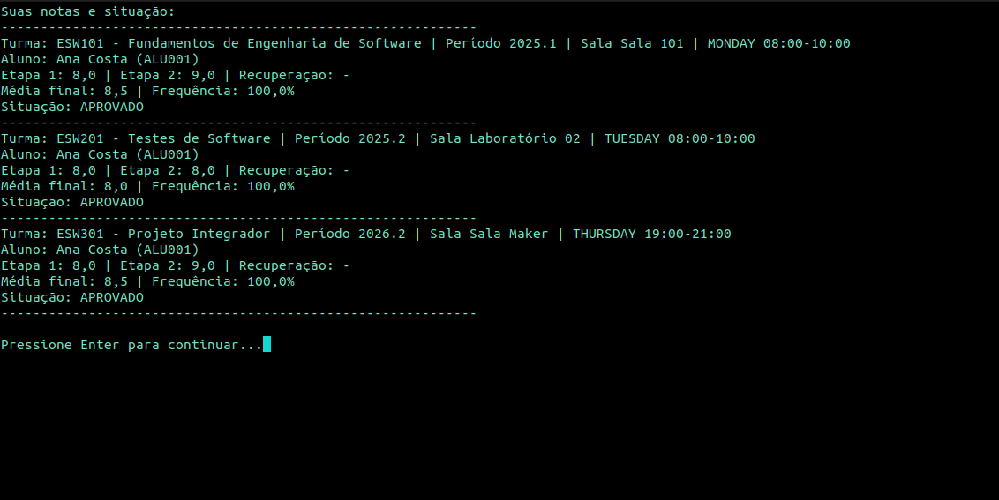 Suas notas e situação:
------------------------------------------------------------
Turma: ESW101 - Fundamentos de Engenharia de Software | Período 2025.1 | Sala Sala 101 | MONDAY 08:00-10:00
Aluno: Ana Costa (ALU001)
Etapa 1: 8,0 | Etapa 2: 9,0 | Recuperação: -
Média final: 8,5 | Frequência: 100,0%
Situação: APROVADO
------------------------------------------------------------
Turma: ESW201 - Testes de Software | Período 2025.2 | Sala Laboratório 02 | TUESDAY 08:00-10:00
Aluno: Ana Costa (ALU001)
Etapa 1: 8,0 | Etapa 2: 8,0 | Recuperação: -
Média final: 8,0 | Frequência: 100,0%
Situação: APROVADO
------------------------------------------------------------
Turma: ESW301 - Projeto Integrador | Período 2026.2 | Sala Sala Maker | THURSDAY 19:00-21:00
Aluno: Ana Costa (ALU001)
Etapa 1: 8,0 | Etapa 2: 9,0 | Recuperação: -
Média final: 8,5 | Frequência: 100,0%
Situação: APROVADO
------------------------------------------------------------
Pressione Enter para continuar...